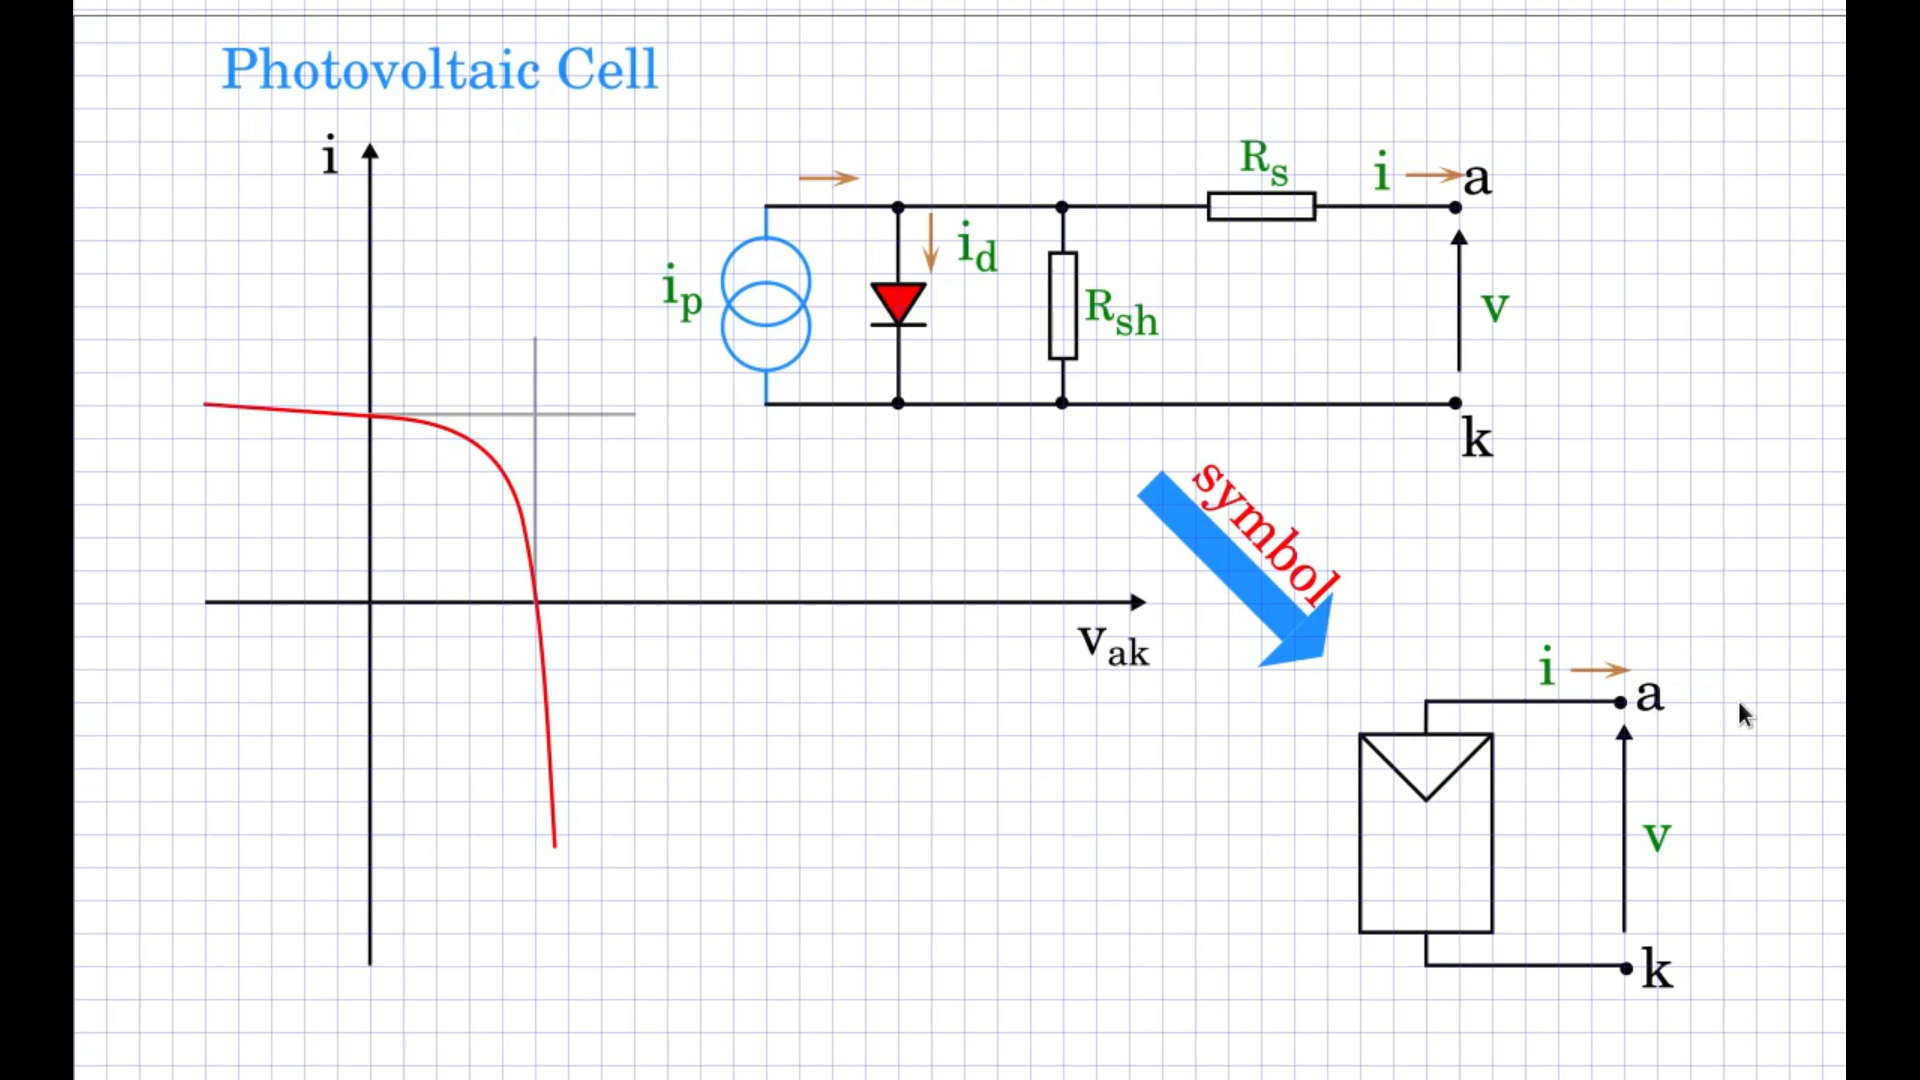 Photovoltaic Cell
i
i_p
i_d
R_sh
R_s
i
a
v
k
symbol
v_ak
i
a
v
k